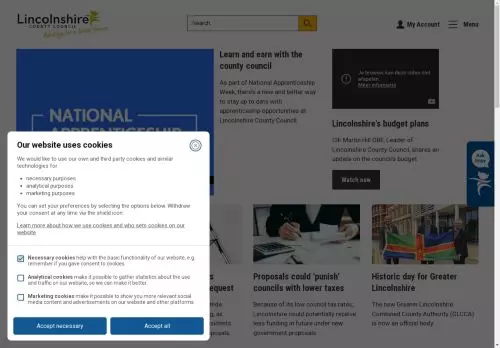 Lincolnshire
COUNTY COUNCIL
Working for a better future
Search
My Account
Menu
Learn and earn with the
county council
As part of National Apprenticeship
Week, there's a new and better way
to stay up to date with
apprenticeship opportunities at
Lincolnshire County Council
Je browser kan deze video niet
afspelen.
Meer informatie
Lincolnshire's budget plans
Cllr Martin Hill OBE, Leader of
Lincolnshire County Council, shares an
update on the council's budget
Watch now
NATIONAL
APPRENTICESHIP
Our website uses cookies
We would like to use our own and third party cookies and similar
technologies for:
necessary purposes
analytical purposes
marketing purposes
You can set your preferences by selecting the options below. Withdraw
your consent at any time via the shield icon.
Learn more about how we use cookies and who sets cookies on our
website
Necessary cookies help with the basic functionality of our website, e.g.
remember if you gave consent to cookies.
Analytical cookies make it possible to gather statistics about the use
and traffic on our website, so we can make it better.
Marketing cookies make it possible to show you more relevant social
media content and advertisements on our website and other platforms.
Accept necessary
Accept all
request
Proposals could 'punish'
councils with lower taxes
Because of its low council tax rates,
Lincolnshire could potentially receive
less funding in future under new
government proposals
Historic day for Greater
Lincolnshire
The new Greater Lincolnshire
Combined County Authority (GLCCA)
is now an official body